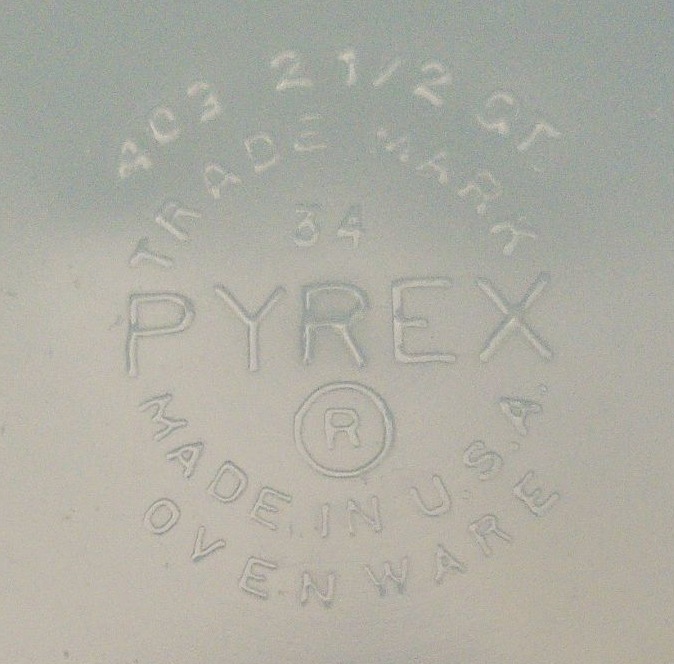 403 2 1/2 QT.
TRADE MARK
34
PYREX
®
MADE IN U.S.A.
OVENWARE